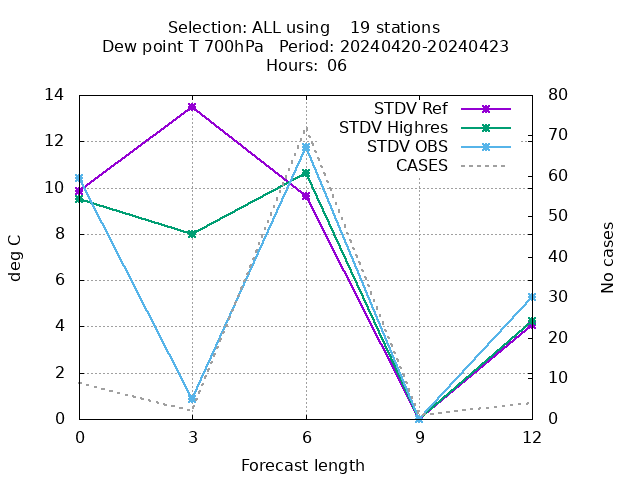 Selection: ALL using    19 stations
Dew point T 700hPa   Period: 20240420-20240423
Hours: 06
14
12
10
8
6
4
2
0
80
70
60
50
40
30
20
10
0
STDV Ref
STDV Highres
STDV OBS
CASES
deg C
No cases
0 3 6 9 12
Forecast length